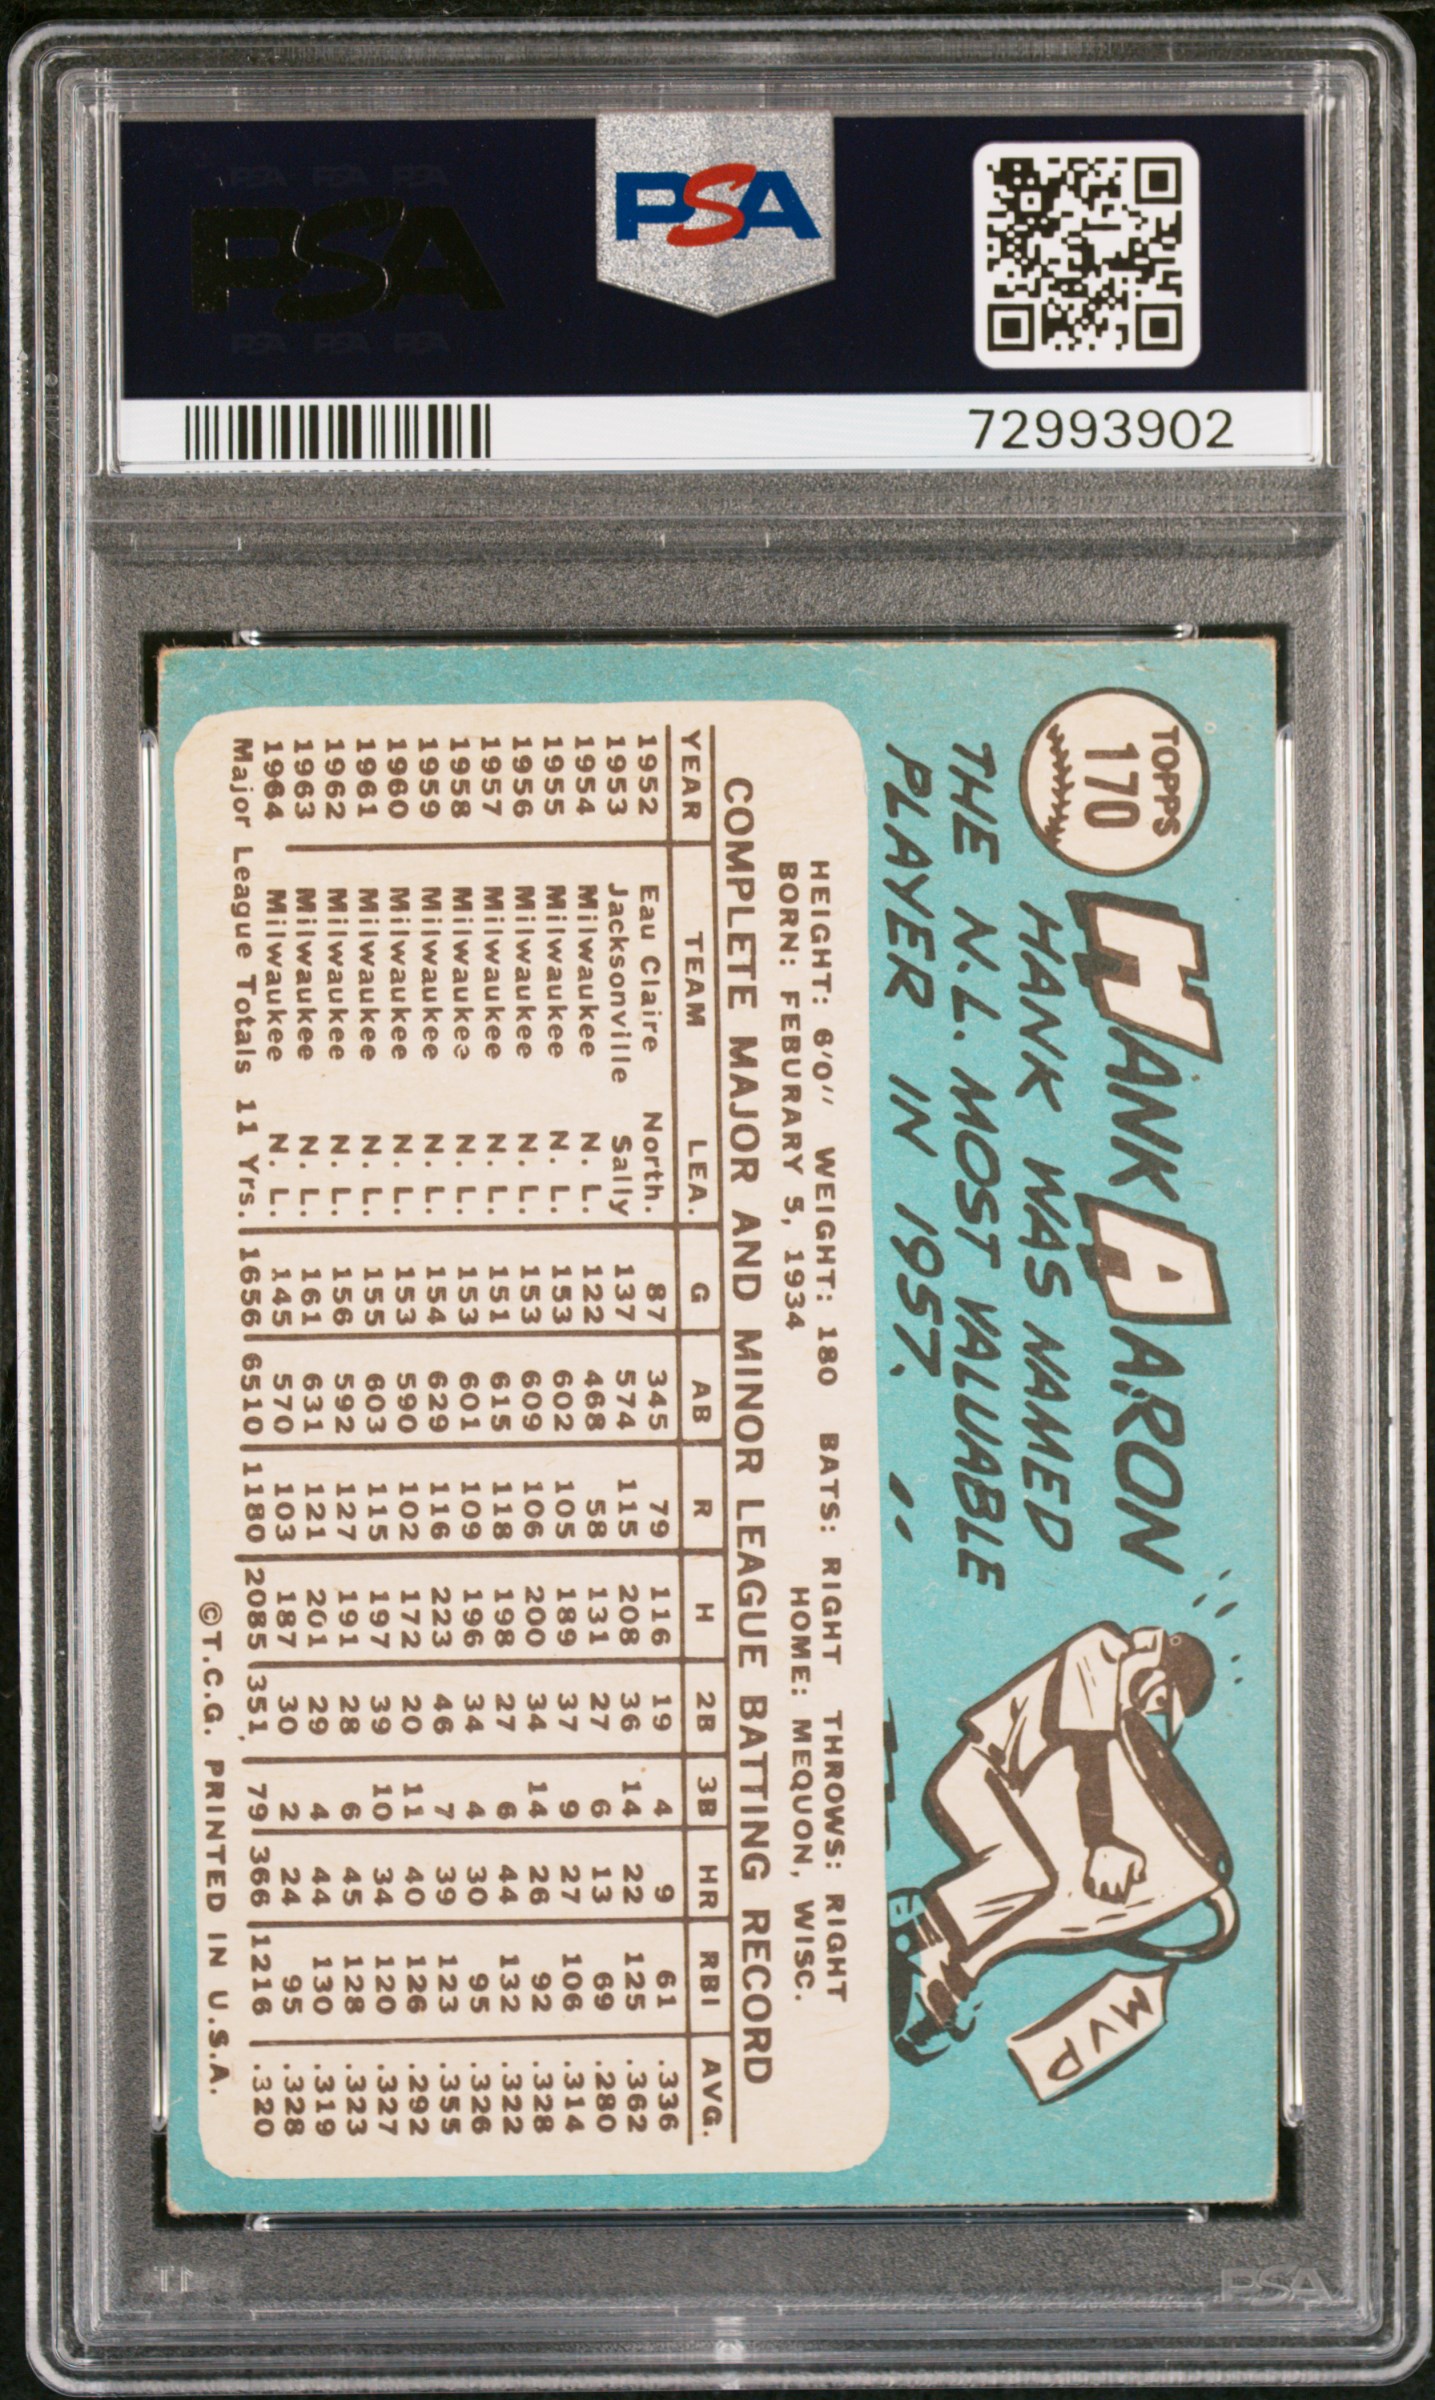 PSA PSA PSA
PSA
PSA PSA PSA
PSA
72993902
TOPPS
170
HANK AARON
HANK WAS NAMED
THE N.L. MOST VALUABLE
PLAYER IN 1957.
MVP
HEIGHT: 6'0" WEIGHT: 180 BATS: RIGHT THROWS: RIGHT
BORN: FEBURARY 5, 1934 HOME: MEQUON, WISC.
COMPLETE MAJOR AND MINOR LEAGUE BATTING RECORD
YEAR TEAM LEA. G AB R H 2B 3B HR RBI AVG.
1952 Eau Claire North. 87 345 79 116 19 4 9 61 .336
1953 Jacksonville Sally 137 574 115 208 36 14 22 125 .362
1954 Milwaukee N. L. 122 468 58 131 27 6 13 69 .280
1955 Milwaukee N. L. 153 602 105 189 37 9 27 106 .314
1956 Milwaukee N. L. 153 609 106 200 34 14 26 92 .328
1957 Milwaukee N. L. 151 615 118 198 27 6 44 132 .322
1958 Milwaukee N. L. 153 601 109 196 34 4 30 95 .326
1959 Milwaukee N. L. 154 629 116 223 46 7 39 123 .355
1960 Milwaukee N. L. 153 590 102 172 20 11 40 126 .292
1961 Milwaukee N. L. 155 603 115 197 39 10 34 120 .327
1962 Milwaukee N. L. 156 592 127 191 28 6 45 128 .323
1963 Milwaukee N. L. 161 631 121 201 29 4 44 130 .319
1964 Milwaukee N. L. 145 570 103 187 30 2 24 95 .328
Major League Totals 11 Yrs. 1656 6510 1180 2085 351 79 366 1216 .320
©T.C.G. PRINTED IN U.S.A.
PSA